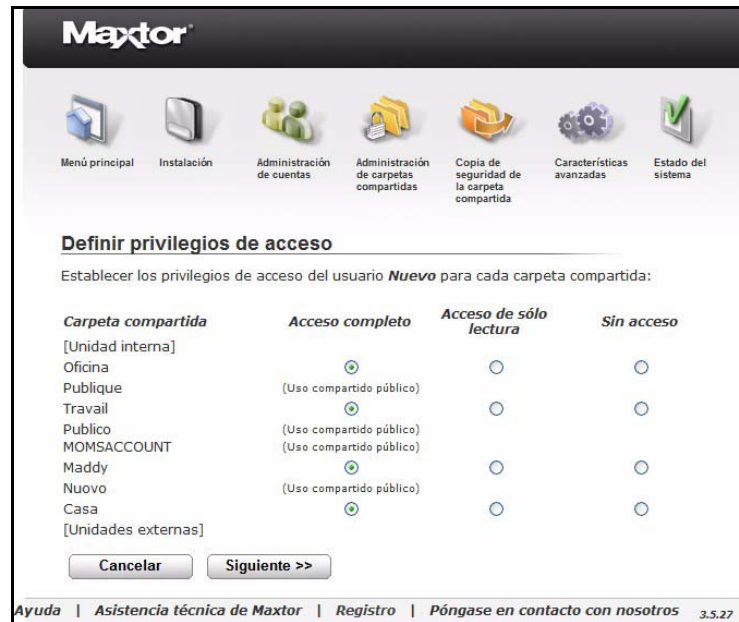 Maxtor
Menú principal
Instalación
Administración
de cuentas
Administración
de carpetas
compartidas
Copia de
seguridad de
la carpeta
compartida
Características
avanzadas
Estado del
sistema
Definir privilegios de acceso
Establecer los privilegios de acceso del usuario Nuevo para cada carpeta compartida:
Carpeta compartida Acceso completo Acceso de sólo lectura Sin acceso
[Unidad interna]
Oficina
Publique (Uso compartido público)
Travail
Publico (Uso compartido público)
MOMSACCOUNT (Uso compartido público)
Maddy
Nuovo (Uso compartido público)
Casa
[Unidades externas]
Cancelar Siguiente >>
Ayuda | Asistencia técnica de Maxtor | Registro | Póngase en contacto con nosotros 3.5.27